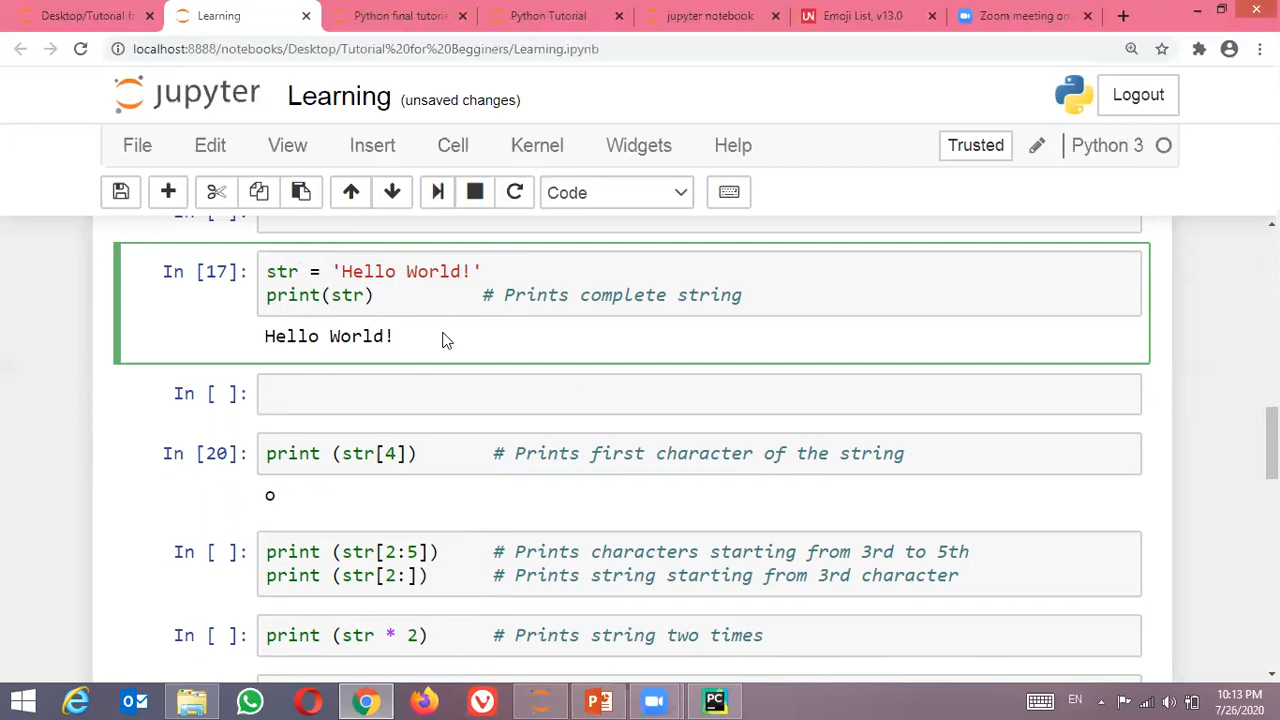 Desktop/Tutorial fo
Learning
Python final tutoria
Python Tutorial
jupyter notebook
UN
Emoji List, v13.0
Zoom meeting on
localhost:8888/notebooks/Desktop/Tutorial%20for%20Begginers/Learning.ipynb
jupyter Learning (unsaved changes)
Logout
File Edit View Insert Cell Kernel Widgets Help
Trusted
Python 3
Code
In [ ]:
In [17]: str = 'Hello World!'
print(str) # Prints complete string
Hello World!
In [ ]:
In [20]: print (str[4]) # Prints first character of the string
o
In [ ]: print (str[2:5]) # Prints characters starting from 3rd to 5th
print (str[2:]) # Prints string starting from 3rd character
In [ ]: print (str * 2) # Prints string two times
PC
EN
10:13 PM
7/26/2020